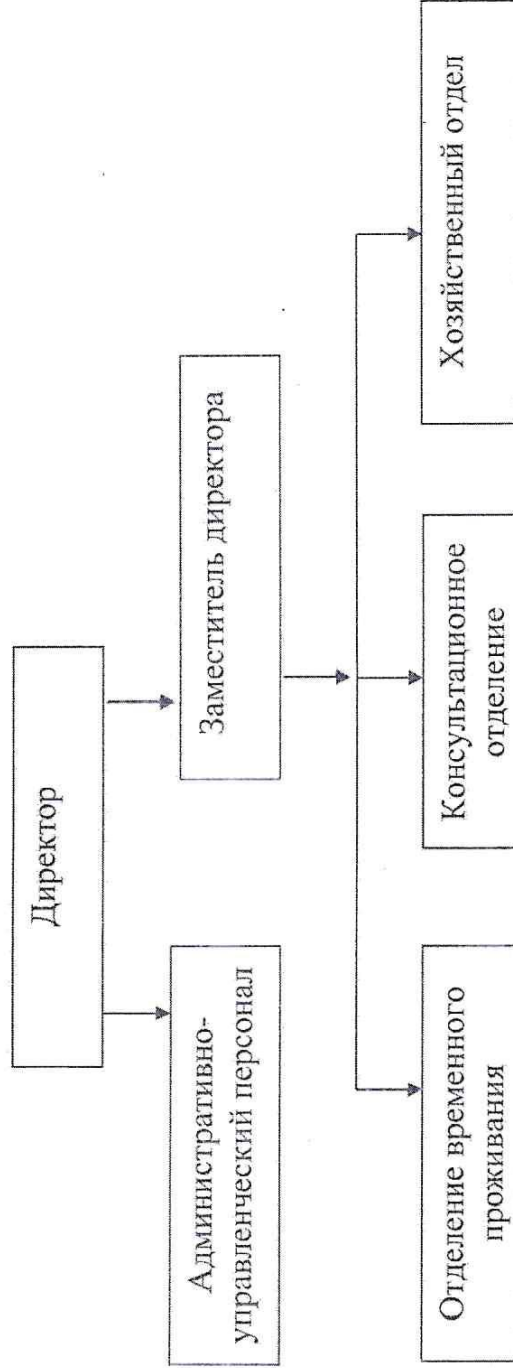 Директор
Административно-
управленческий персонал
Заместитель директора
Отделение временного
проживания
Консультационное
отделение
Хозяйственный отдел